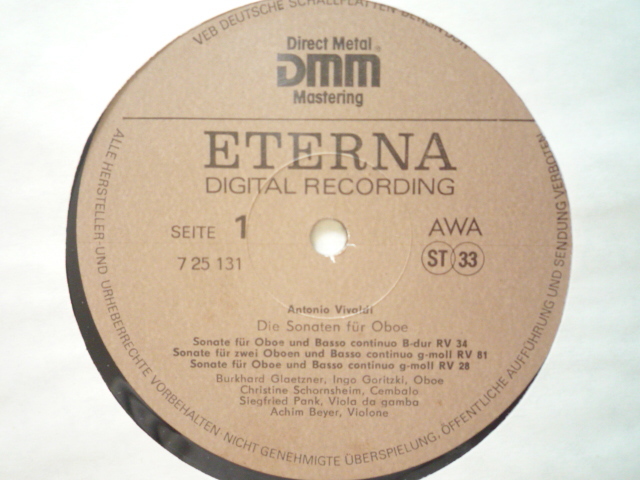 VEB DEUTSCHE SCHALLPLATTEN BERLIN DDR
Direct Metal
DMM®
Mastering
ETERNA
DIGITAL RECORDING
SEITE 1
AWA
7 25 131
ST 33
Antonio Vivaldi
Die Sonaten für Oboe
Sonate für Oboe und Basso continuo B-dur RV 34
Sonate für zwei Oboen und Basso continuo g-moll RV 81
Sonate für Oboe und Basso continuo g-moll RV 28
Burkhard Glaetzner, Ingo Goritzki, Oboe
Christine Schornsheim, Cembalo
Siegfried Pank, Viola da gamba
Achim Beyer, Violone
ALLE HERSTELLER- UND URHEBERRECHTE VORBEHALTEN · NICHT GENEHMIGTE ÜBERSPIELUNG, ÖFFENTLICHE AUFFÜHRUNG UND SENDUNG VERBOTEN